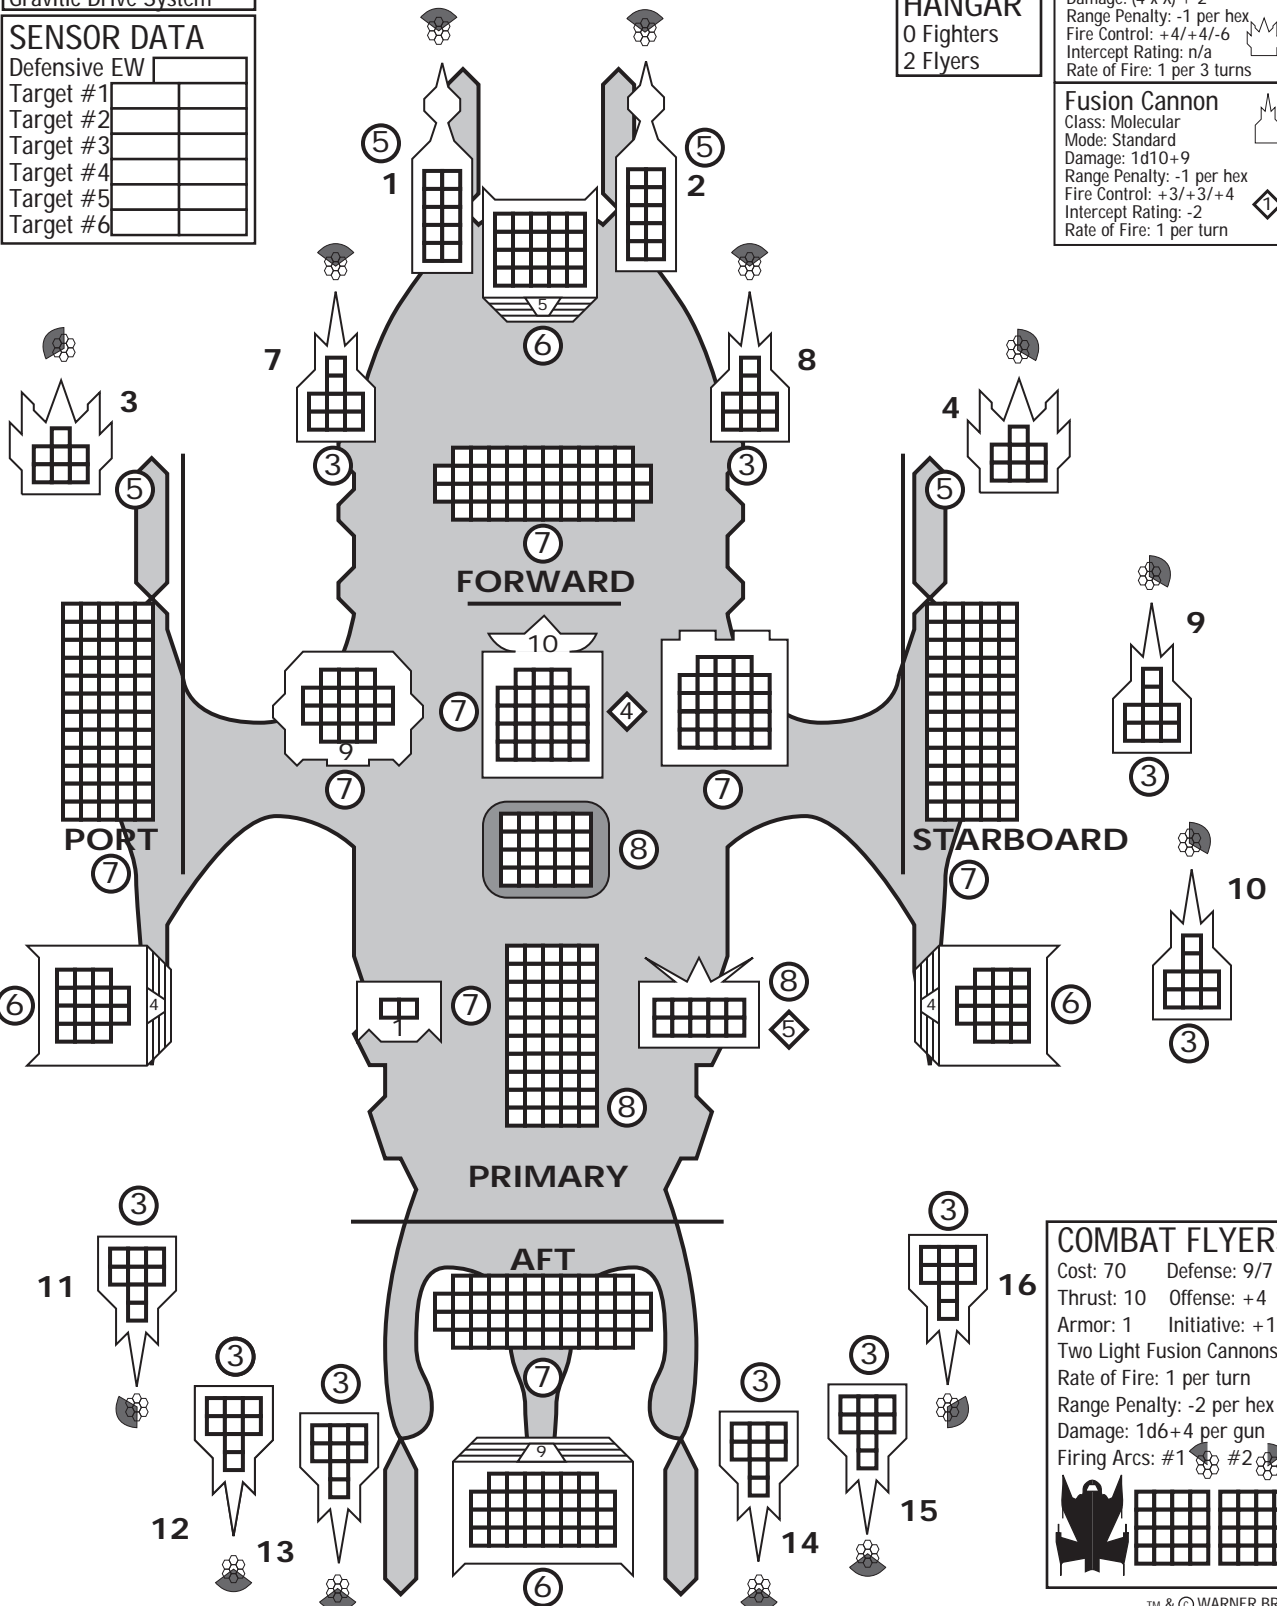 Gravitic Drive System
SENSOR DATA
Defensive EW
Target #1
Target #2
Target #3
Target #4
Target #5
Target #6
HANGAR
0 Fighters
2 Flyers
Range Penalty: -1 per hex
Fire Control: +4/+4/-6
Intercept Rating: n/a
Rate of Fire: 1 per 3 turns
Fusion Cannon
Class: Molecular
Mode: Standard
Damage: 1d10+9
Range Penalty: -1 per hex
Fire Control: +3/+3/+4
Intercept Rating: -2
Rate of Fire: 1 per turn
1
5
1
5
2
5
6
7
3
8
3
3
5
4
5
7
FORWARD
10
7
4
9
7
7
8
PORT
7
STARBOARD
7
9
3
10
3
6
4
1
7
8
5
4
6
8
PRIMARY
AFT
7
9
6
3
11
3
12
3
13
3
14
3
15
3
16
COMBAT FLYERS
Cost: 70 Defense: 9/7
Thrust: 10 Offense: +4
Armor: 1 Initiative: +1
Two Light Fusion Cannons
Rate of Fire: 1 per turn
Range Penalty: -2 per hex
Damage: 1d6+4 per gun
Firing Arcs: #1 #2
TM & © WARNER BR